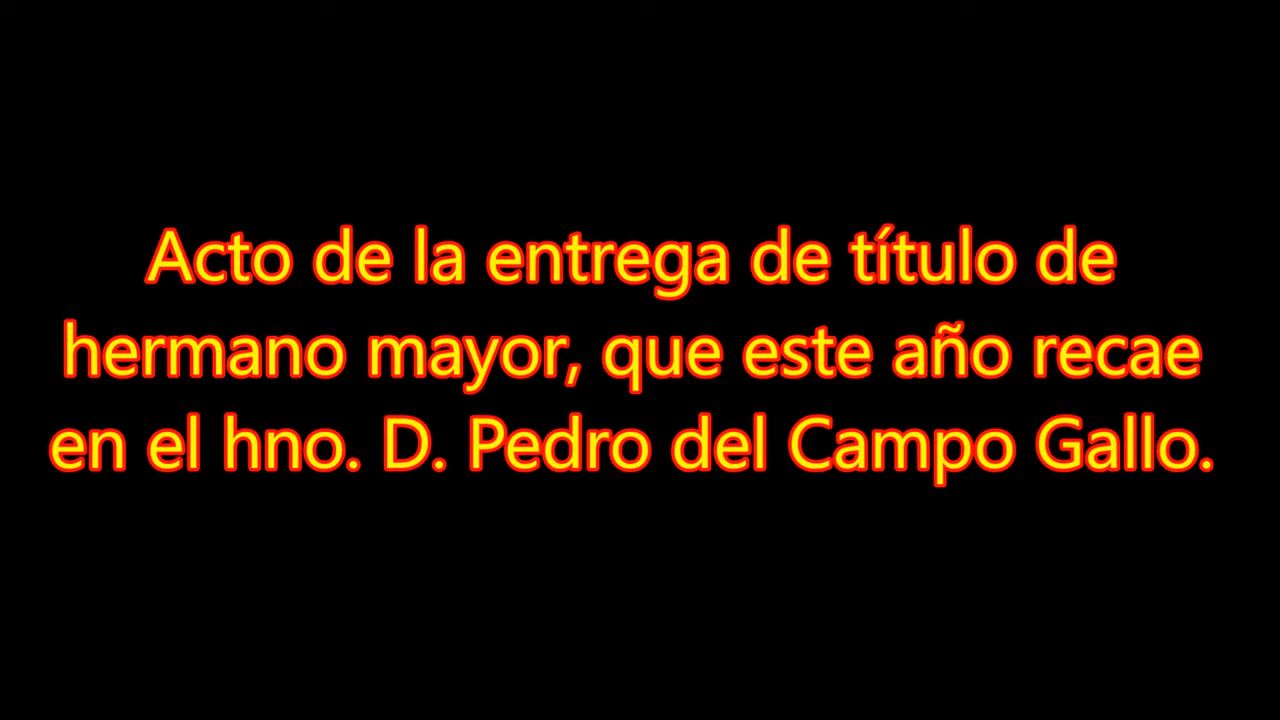 Acto de la entrega de título de
hermano mayor, que este año recae
en el hno. D. Pedro del Campo Gallo.